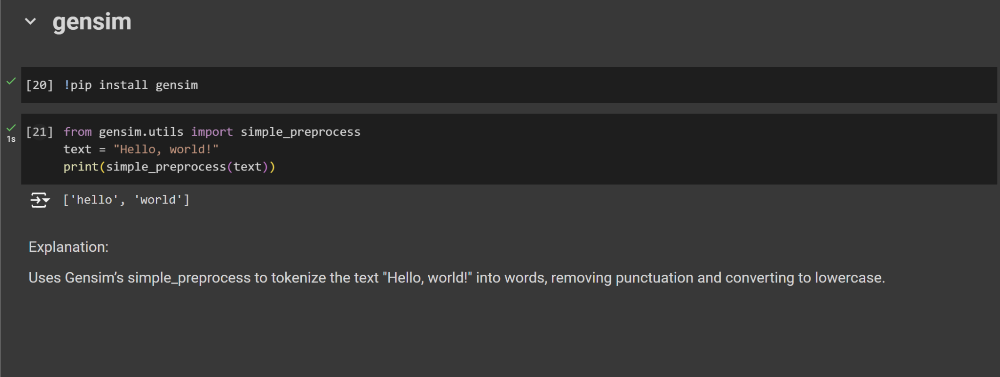 gensim
[20] !pip install gensim
[21] from gensim.utils import simple_preprocess
1s
text = "Hello, world!"
print(simple_preprocess(text))
['hello', 'world']
Explanation:
Uses Gensim’s simple_preprocess to tokenize the text "Hello, world!" into words, removing punctuation and converting to lowercase.